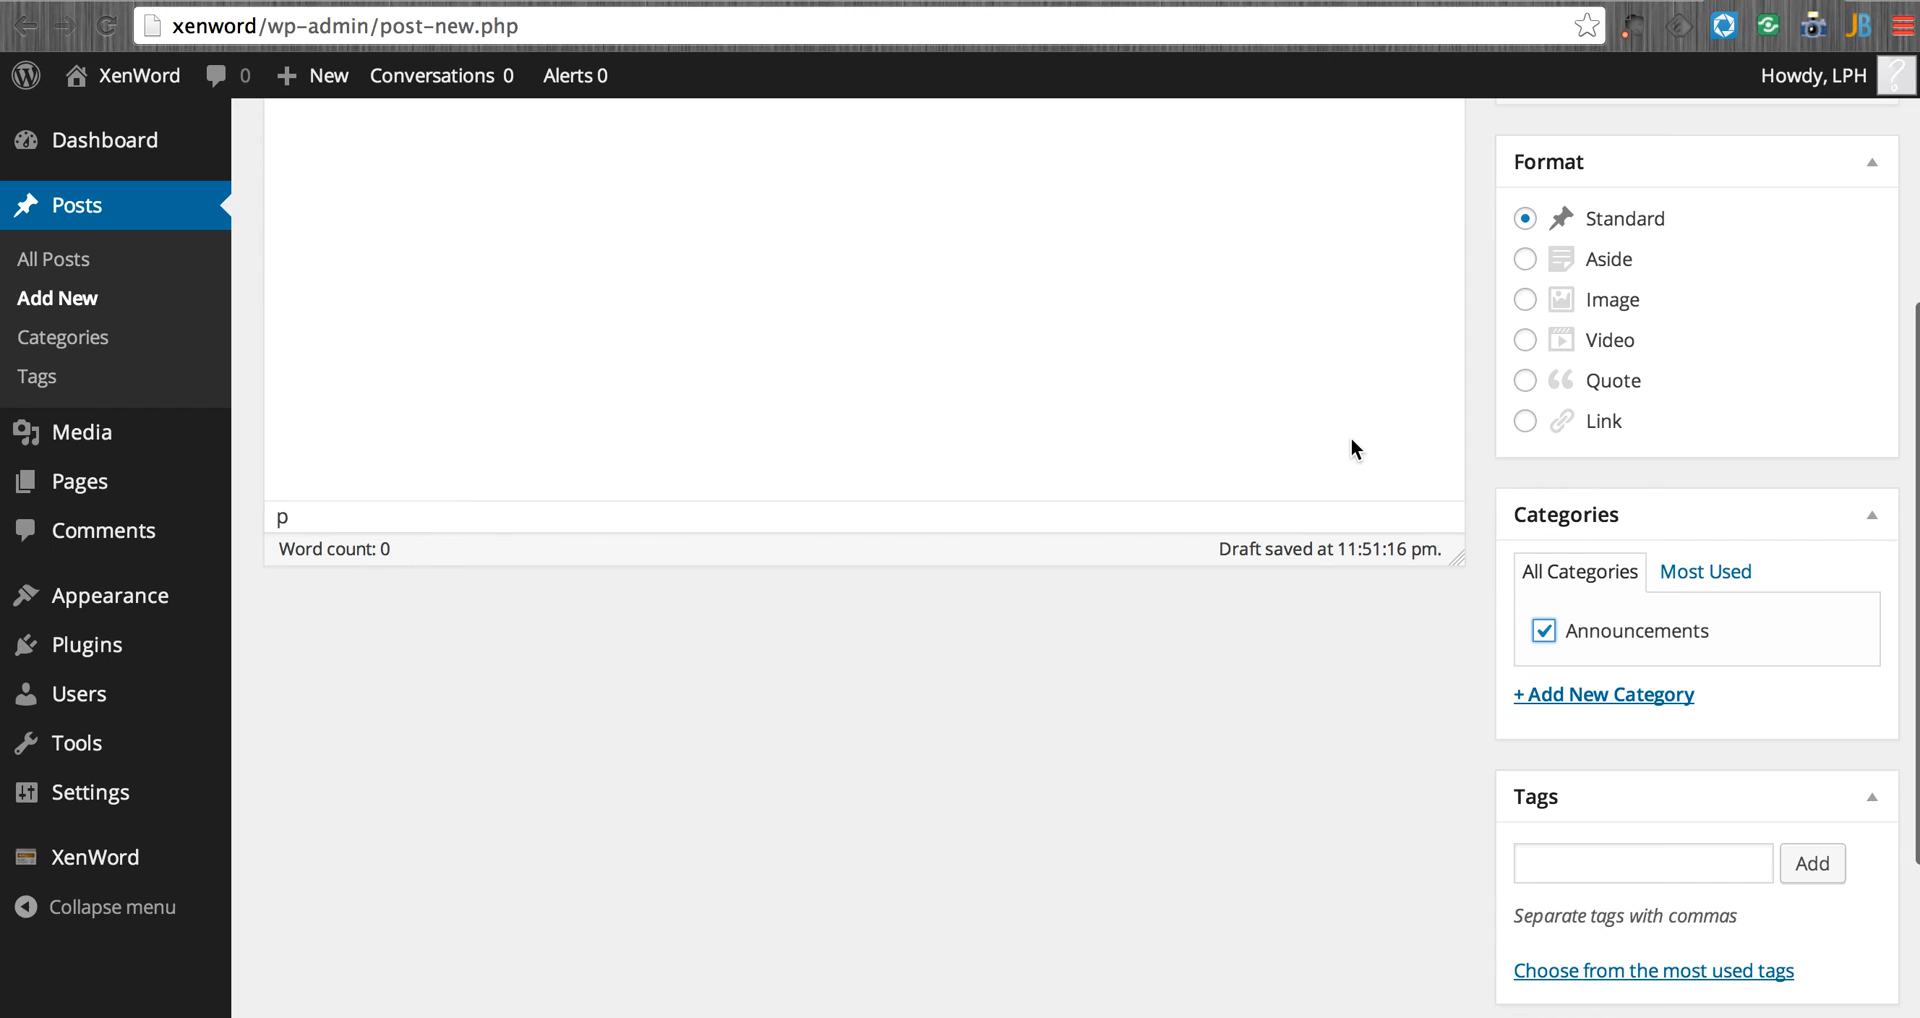 xenword/wp-admin/post-new.php
JB
XenWord 0 New Conversations 0 Alerts 0 Howdy, LPH
Dashboard
Posts
All Posts
Add New
Categories
Tags
Media
Pages
Comments
Appearance
Plugins
Users
Tools
Settings
XenWord
Collapse menu
p
Word count: 0 Draft saved at 11:51:16 pm.
Format
Standard
Aside
Image
Video
Quote
Link
Categories
All Categories Most Used
Announcements
+ Add New Category
Tags
Add
Separate tags with commas
Choose from the most used tags